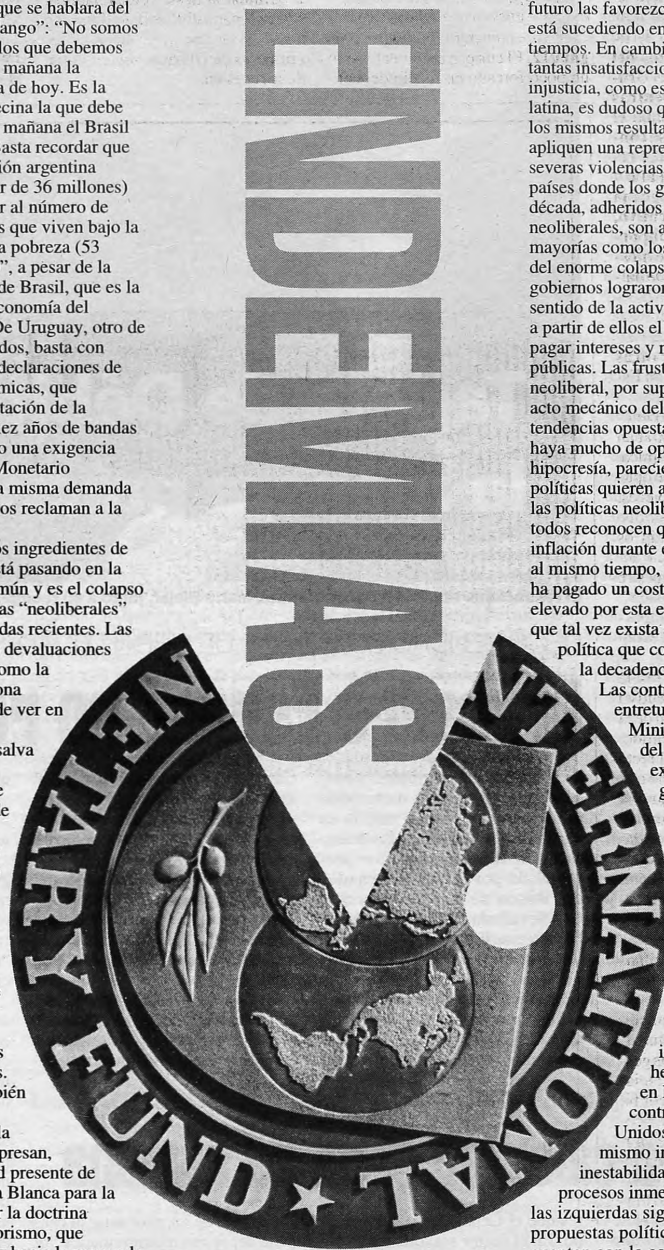 que se hablara del
ango”: “No somos
los que debemos
mañana la
a de hoy. Es la
ecina la que debe
mañana el Brasil
Basta recordar que
ión argentina
r de 36 millones)
r al número de
s que viven bajo la
a pobreza (53
”, a pesar de la
de Brasil, que es la
conomía del
De Uruguay, otro de
dos, basta con
declaraciones de
micas, que
tación de la
iez años de bandas
o una exigencia
Monetario
a misma demanda
os reclaman a la
os ingredientes de
tá pasando en la
mún y es el colapso
as “neoliberales”
das recientes. Las
devaluaciones
omo la
ona
de ver en
salva
e
de
s
s.
bién
la
presan,
d presente de
a Blanca para la
r la doctrina
orismo, que
ENDEMIAS
INTERNATIONAL
MONETARY FUND
futuro las favorezc
está sucediendo en
tiempos. En cambi
tantas insatisfaccio
injusticia, como es
latina, es dudoso q
los mismos resulta
apliquen una repre
severas violencias
países donde los g
década, adheridos
neoliberales, son a
mayorías como los
del enorme colaps
gobiernos lograron
sentido de la activ
a partir de ellos el
pagar intereses y r
públicas. Las frust
neoliberal, por sup
acto mecánico del
tendencias opuesta
haya mucho de op
hipocresía, parecie
políticas quieren a
las políticas neolib
todos reconocen q
inflación durante e
al mismo tiempo,
ha pagado un cost
elevado por esta e
que tal vez exista
política que co
la decadenc
Las cont
entretu
Mini
del
ex
g
i
he
en
contr
Unidos
mismo in
inestabilida
procesos inme
las izquierdas sig
propuestas polític